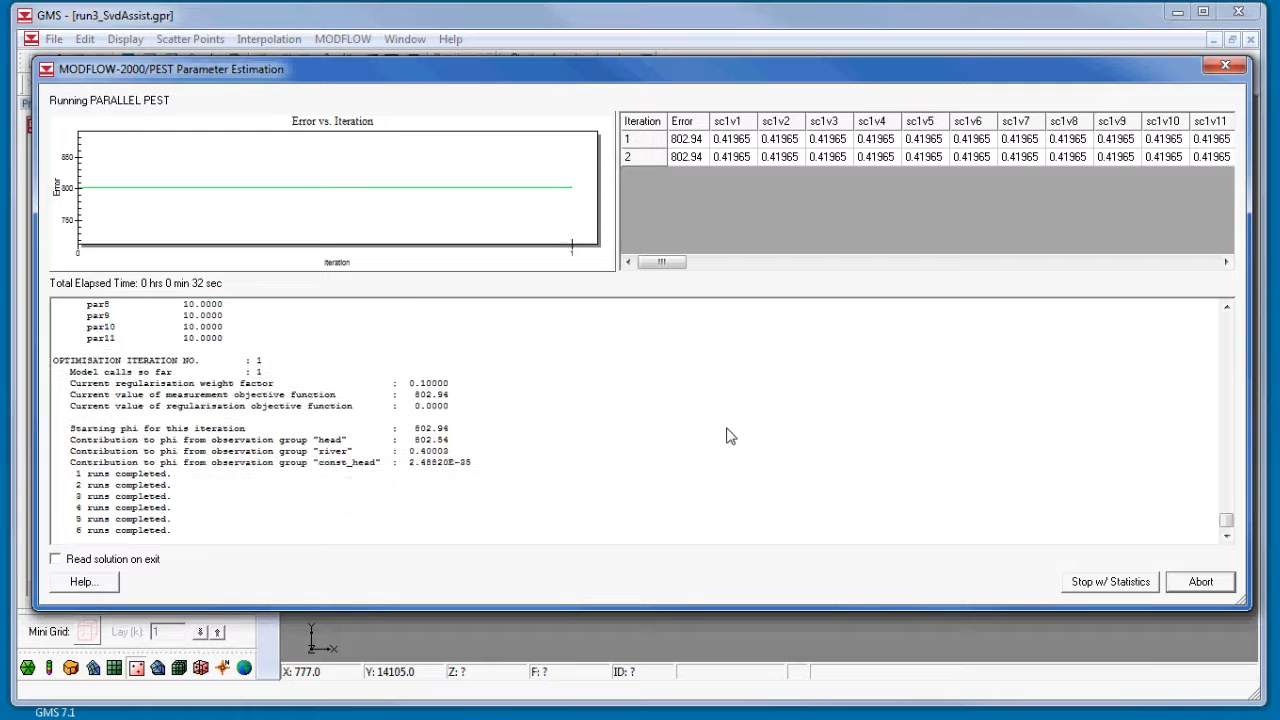 GMS - [run3_SvdAssist.gpr]
File Edit Display Scatter Points Interpolation MODFLOW Window Help
MODFLOW-2000/PEST Parameter Estimation
Running PARALLEL PEST
Error vs. Iteration
850
800
750
Error
0
1
Iteration
Iteration Error sc1v1 sc1v2 sc1v3 sc1v4 sc1v5 sc1v6 sc1v7 sc1v8 sc1v9 sc1v10 sc1v11
1 802.94 0.41965 0.41965 0.41965 0.41965 0.41965 0.41965 0.41965 0.41965 0.41965 0.41965 0.41965
2 802.94 0.41965 0.41965 0.41965 0.41965 0.41965 0.41965 0.41965 0.41965 0.41965 0.41965 0.41965
Total Elapsed Time: 0 hrs 0 min 32 sec
par8 10.0000
par9 10.0000
par10 10.0000
par11 10.0000
OPTIMISATION ITERATION NO. : 1
Model calls so far : 1
Current regularisation weight factor : 0.10000
Current value of measurement objective function : 802.94
Current value of regularisation objective function : 0.0000
Starting phi for this iteration : 802.94
Contribution to phi from observation group "head" : 802.54
Contribution to phi from observation group "river" : 0.40003
Contribution to phi from observation group "const_head" : 2.48820E-35
1 runs completed.
2 runs completed.
3 runs completed.
4 runs completed.
5 runs completed.
6 runs completed.
Read solution on exit
Help...
Stop w/ Statistics
Abort
Mini Grid: Lay (k): 1
Y
X
X: 777.0 Y: 14105.0 Z: ? F: ? ID: ?
GMS 7.1